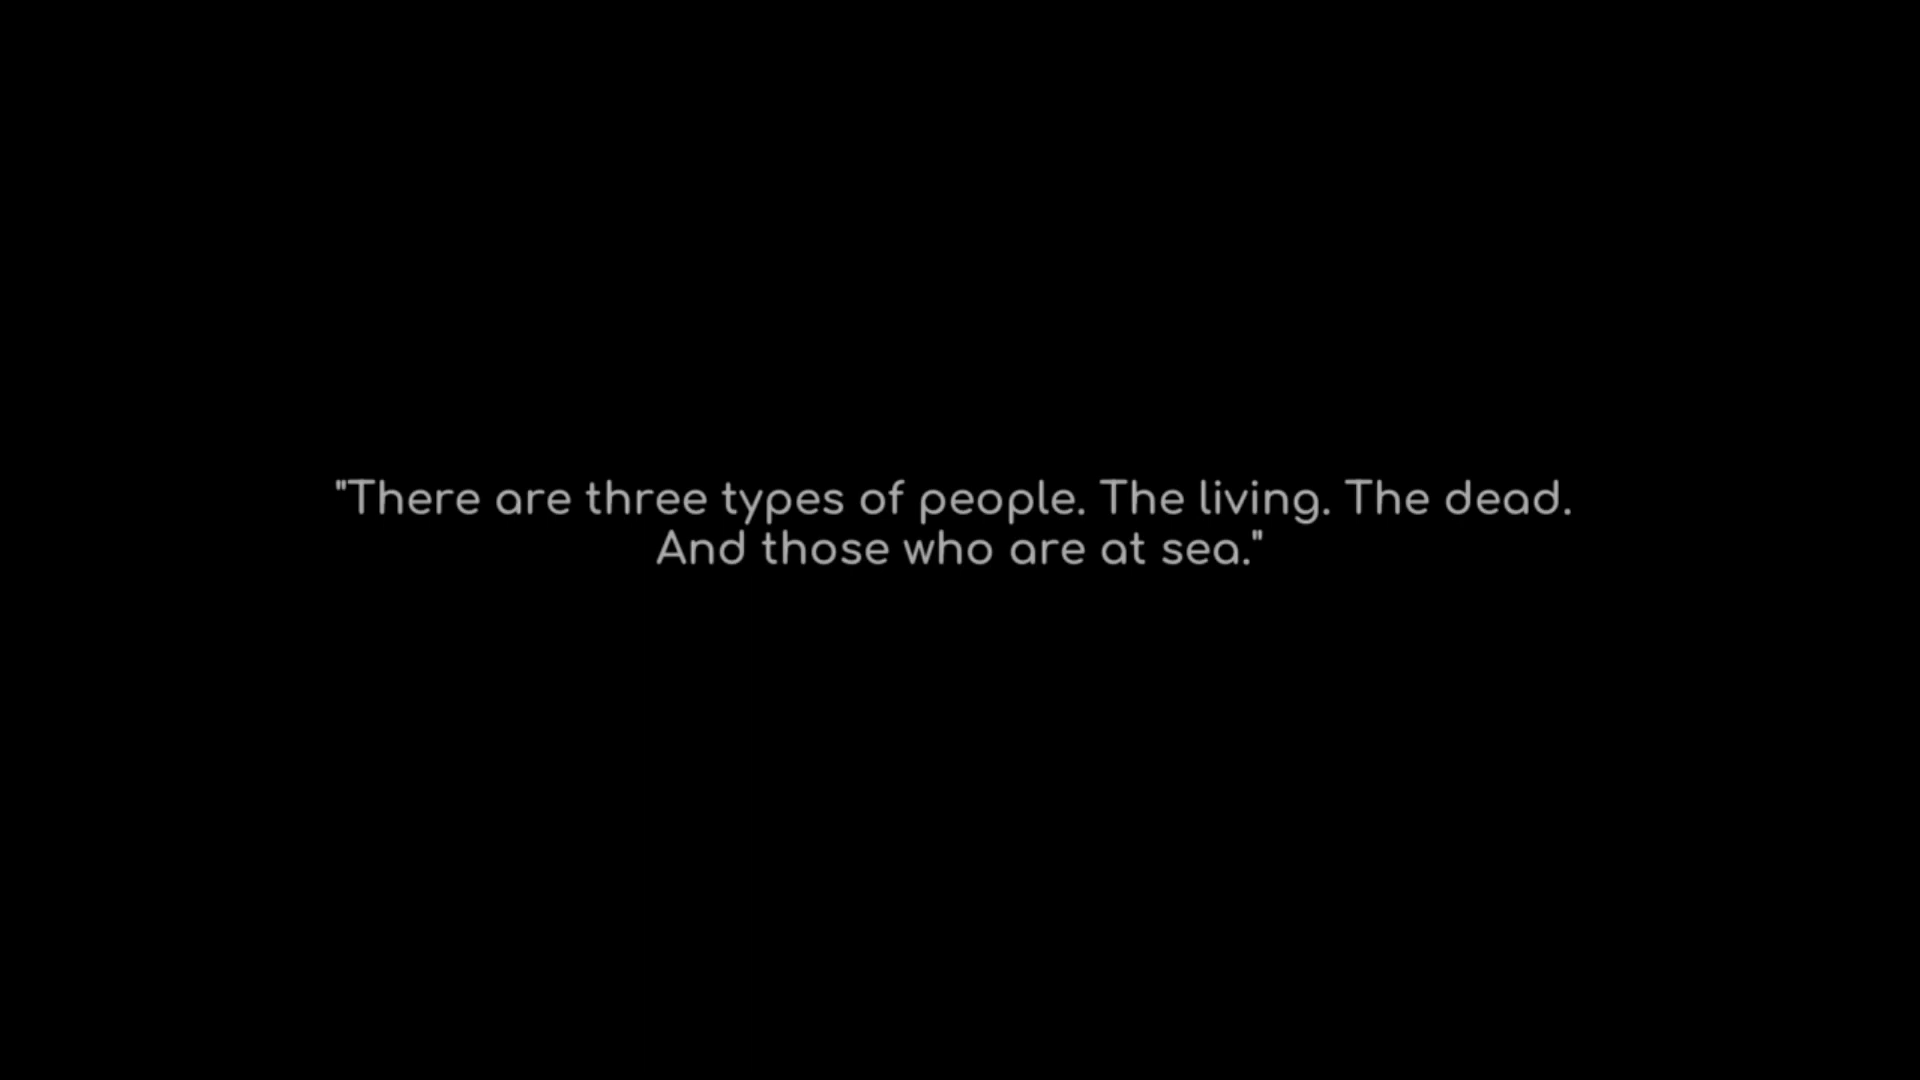 "There are three types of people. The living. The dead.
And those who are at sea."